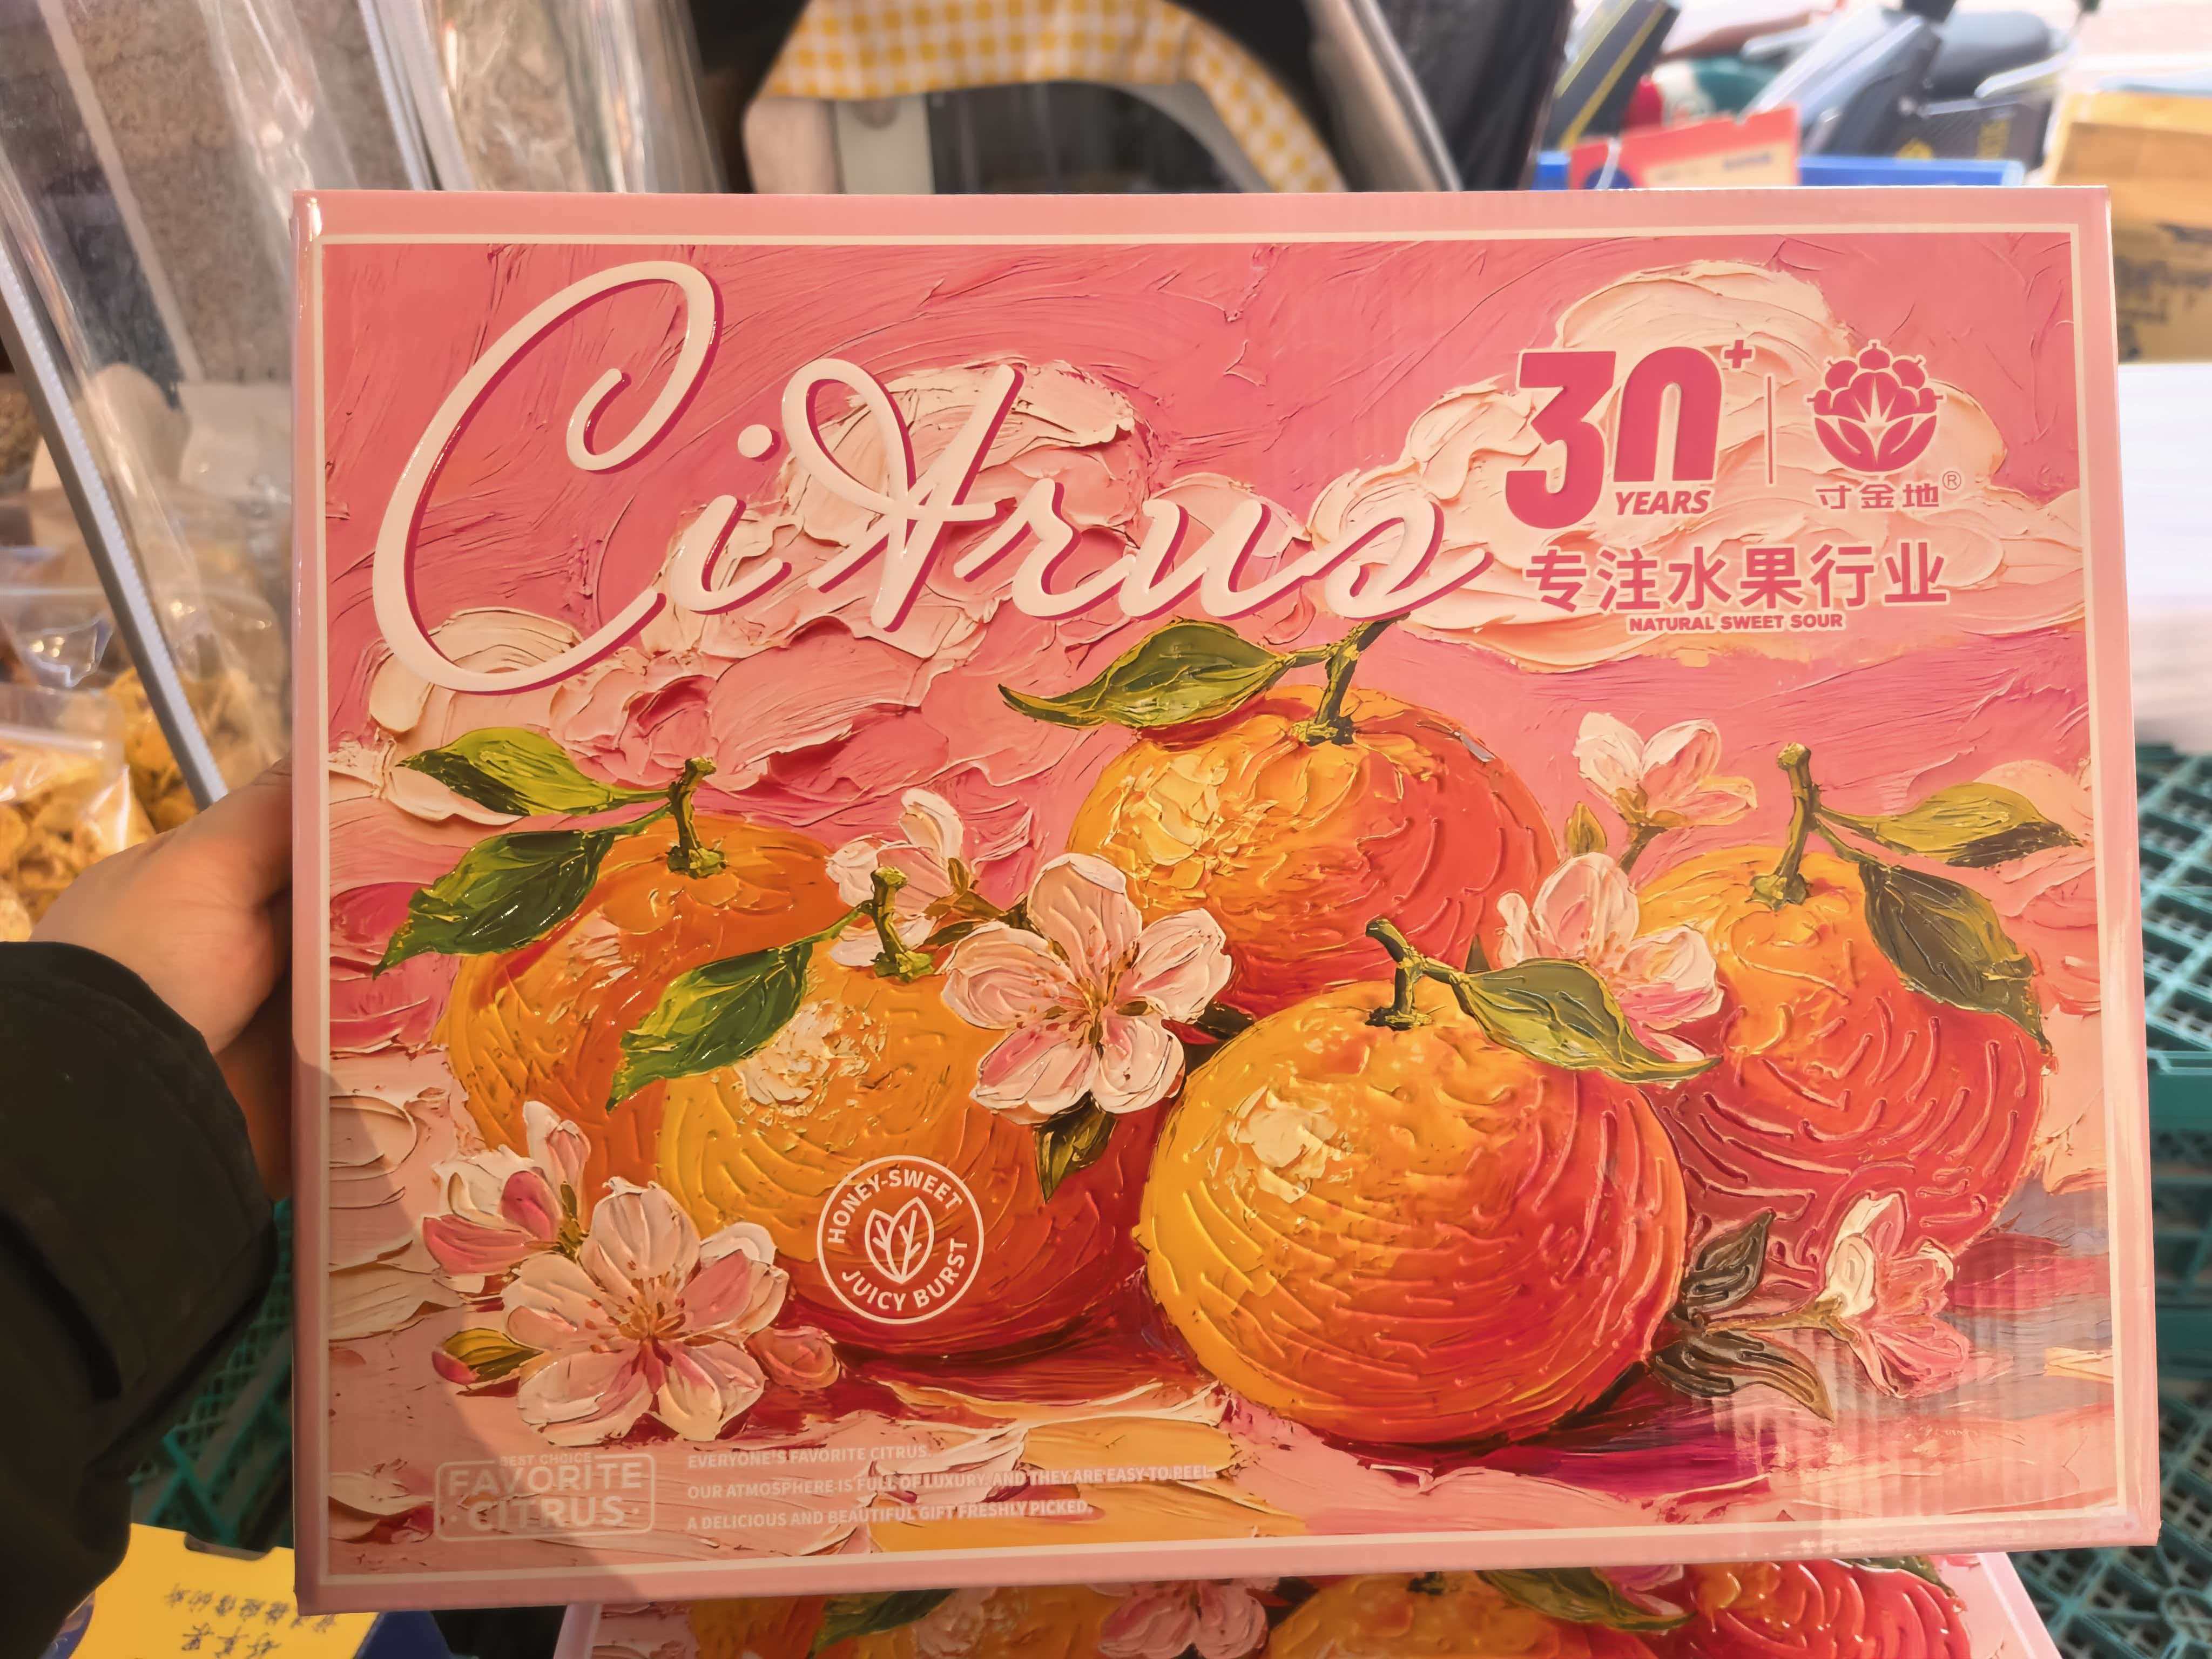 Citrus
30+
YEARS
寸金地®
专注水果行业
NATURAL SWEET SOUR
HONEY-SWEET
JUICY BURST
BEST CHOICE
FAVORITE
·CITRUS·
EVERYONE'S FAVORITE CITRUS.
OUR ATMOSPHERE IS FULL OF LUXURY. AND THEY ARE EASY TO PEEL.
A DELICIOUS AND BEAUTIFUL GIFT FRESHLY PICKED.